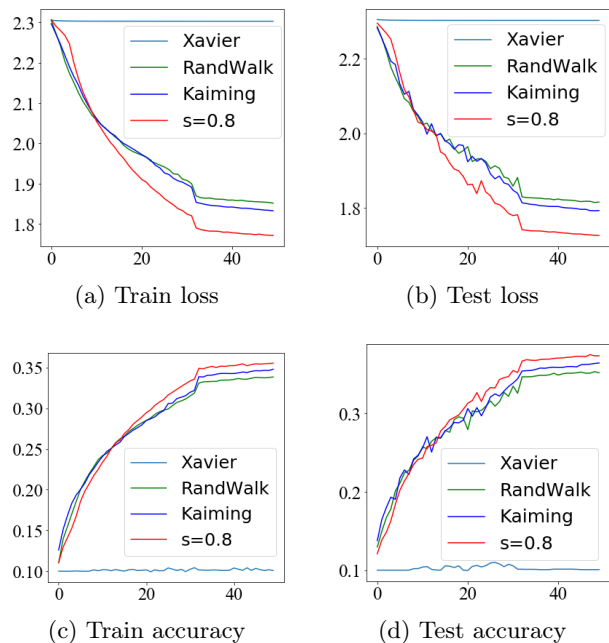 2.3
2.2
2.1
2.0
1.9
1.8
0 20 40
Xavier
RandWalk
Kaiming
s=0.8
(a) Train loss
2.2
2.0
1.8
0 20 40
Xavier
RandWalk
Kaiming
s=0.8
(b) Test loss
0.35
0.30
0.25
0.20
0.15
0.10
0 20 40
Xavier
RandWalk
Kaiming
s=0.8
(c) Train accuracy
0.3
0.2
0.1
0 20 40
Xavier
RandWalk
Kaiming
s=0.8
(d) Test accuracy